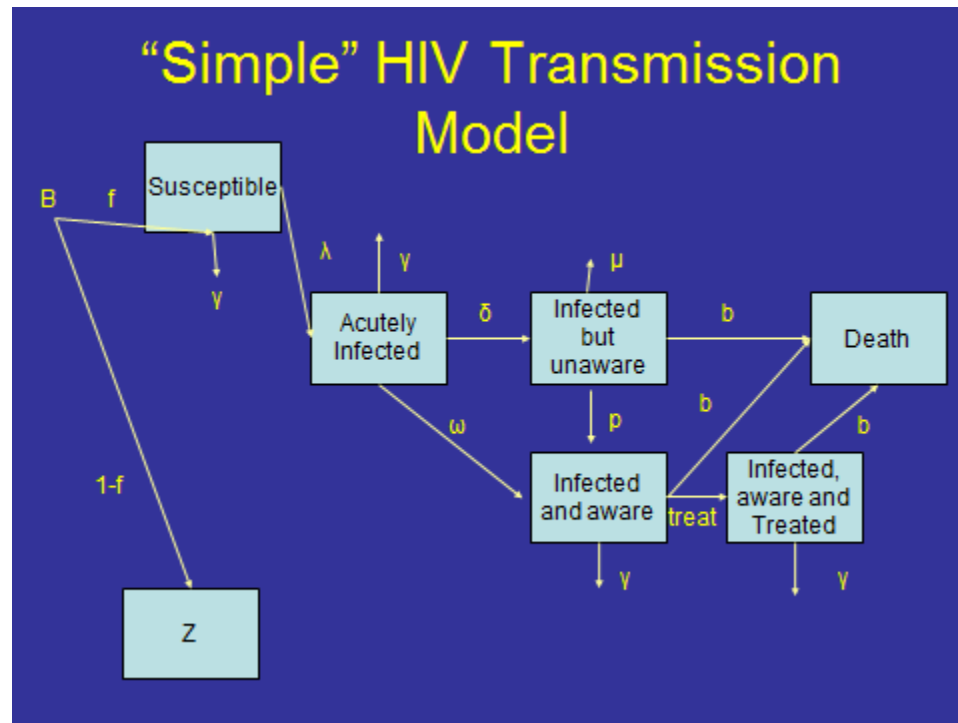 “Simple” HIV Transmission
Model
Susceptible
B
f
λ
γ
γ
μ
Acutely
Infected
δ
Infected
but
unaware
b
Death
ω
p
b
b
1-f
Infected
and aware
treat
Infected,
aware and
Treated
γ
γ
Z